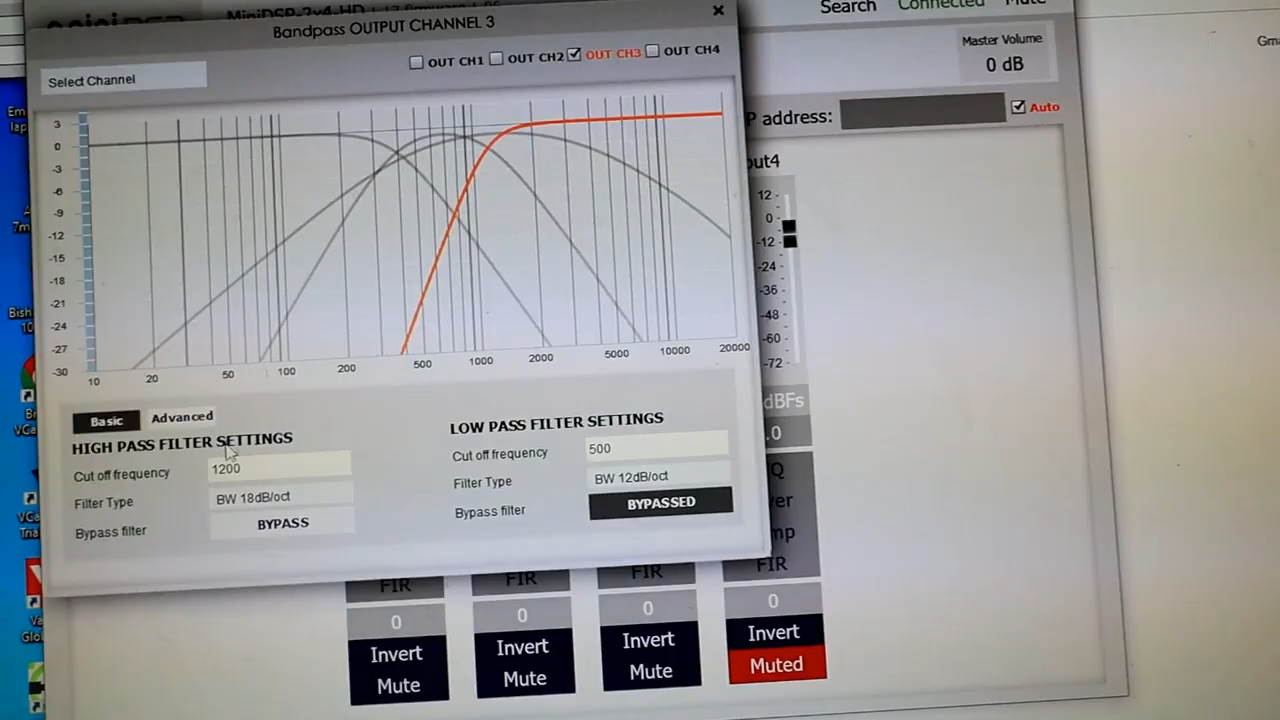 Search Connected Mute
Bandpass OUTPUT CHANNEL 3
Master Volume
0 dB
Select Channel
OUT CH1 OUT CH2 OUT CH3 OUT CH4
P address: Auto
3
0
-3
-6
-9
-12
-15
-18
-21
-24
-27
-30
10 20 50 100 200 500 1000 2000 5000 10000 20000
out4
12
0
-12
-24
-36
-48
-60
-72
dBFs
.0
Basic Advanced
HIGH PASS FILTER SETTINGS
Cut off frequency 1200
Filter Type BW 18dB/oct
Bypass filter BYPASS
LOW PASS FILTER SETTINGS
Cut off frequency 500
Filter Type BW 12dB/oct
Bypass filter BYPASSED
FIR FIR FIR FIR
0 0 0 0
Invert Invert Invert Invert
Mute Mute Mute Muted